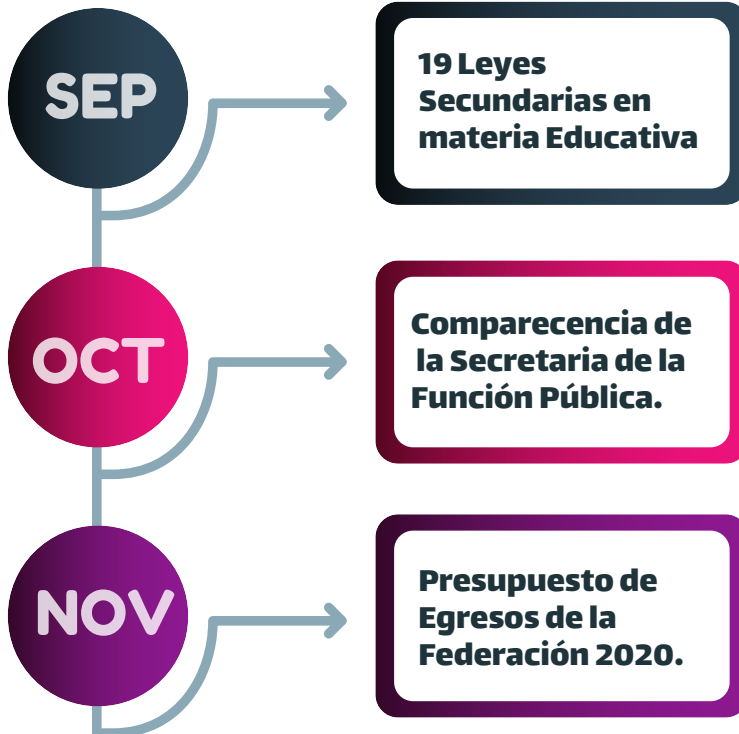 SEP
19 Leyes
Secundarias en
materia Educativa
OCT
Comparecencia de
la Secretaria de la
Función Pública.
NOV
Presupuesto de
Egresos de la
Federación 2020.